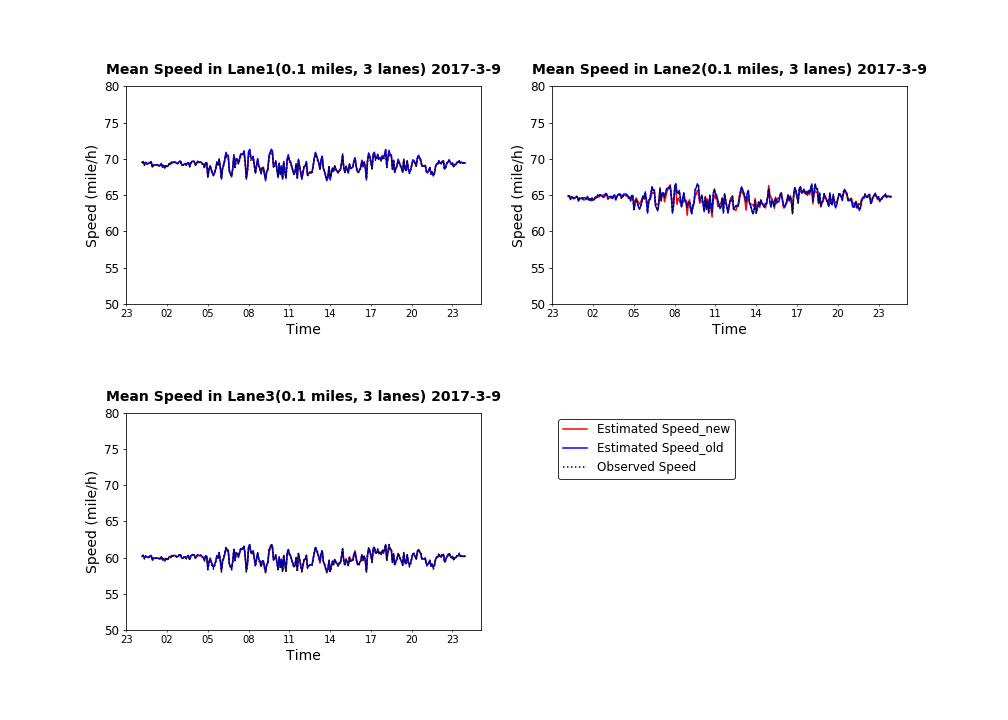 Mean Speed in Lane1(0.1 miles, 3 lanes) 2017-3-9
80
75
70
65
60
55
50
Speed (mile/h)
23 02 05 08 11 14 17 20 23
Time
Mean Speed in Lane2(0.1 miles, 3 lanes) 2017-3-9
80
75
70
65
60
55
50
Speed (mile/h)
23 02 05 08 11 14 17 20 23
Time
Mean Speed in Lane3(0.1 miles, 3 lanes) 2017-3-9
80
75
70
65
60
55
50
Speed (mile/h)
23 02 05 08 11 14 17 20 23
Time
Estimated Speed_new
Estimated Speed_old
Observed Speed